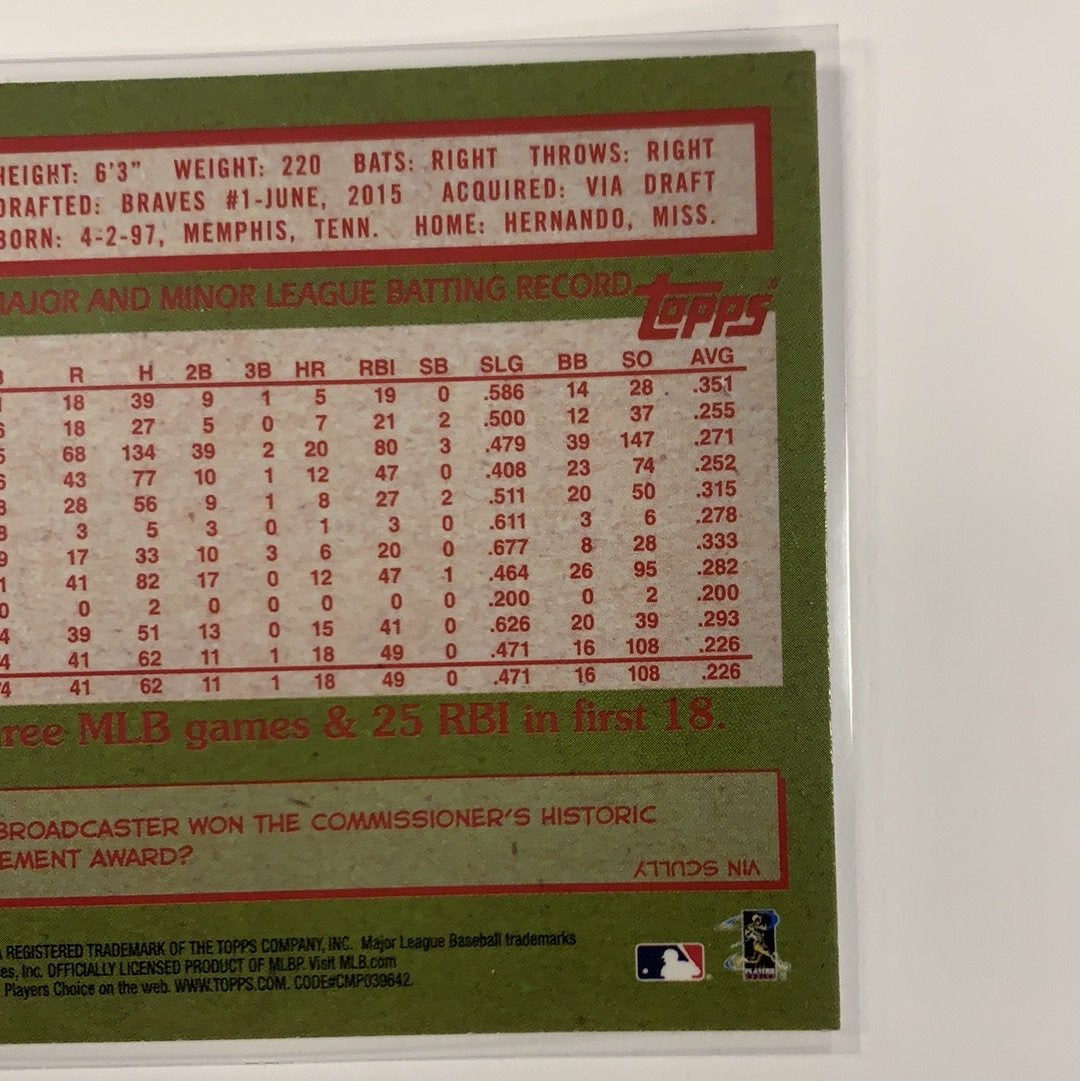 HEIGHT: 6'3" WEIGHT: 220 BATS: RIGHT THROWS: RIGHT
DRAFTED: BRAVES #1-JUNE, 2015 ACQUIRED: VIA DRAFT
BORN: 4-2-97, MEMPHIS, TENN. HOME: HERNANDO, MISS.
MAJOR AND MINOR LEAGUE BATTING RECORD
topps
R H 2B 3B HR RBI SB SLG BB SO AVG
18 39 9 1 5 19 0 .586 14 28 .351
18 27 5 0 7 21 2 .500 12 37 .255
68 134 39 2 20 80 3 .479 39 147 .271
43 77 10 1 12 47 0 .408 23 74 .252
28 56 9 1 8 27 2 .511 20 50 .315
3 5 3 0 1 3 0 .611 3 6 .278
17 33 10 3 6 20 0 .677 8 28 .333
41 82 17 0 12 47 1 .464 26 95 .282
0 2 0 0 0 0 0 .200 0 2 .200
39 51 13 0 15 41 0 .626 20 39 .293
41 62 11 1 18 49 0 .471 16 108 .226
41 62 11 1 18 49 0 .471 16 108 .226
ree MLB games & 25 RBI in first 18.
BROADCASTER WON THE COMMISSIONER'S HISTORIC
EMENT AWARD?
VIN SCULLY
A REGISTERED TRADEMARK OF THE TOPPS COMPANY, INC. Major League Baseball trademarks
es, Inc. OFFICIALLY LICENSED PRODUCT OF MLBP. Visit MLB.com
Players Choice on the web. WWW.TOPPS.COM. CODE#CMP039642.
PLAYERS